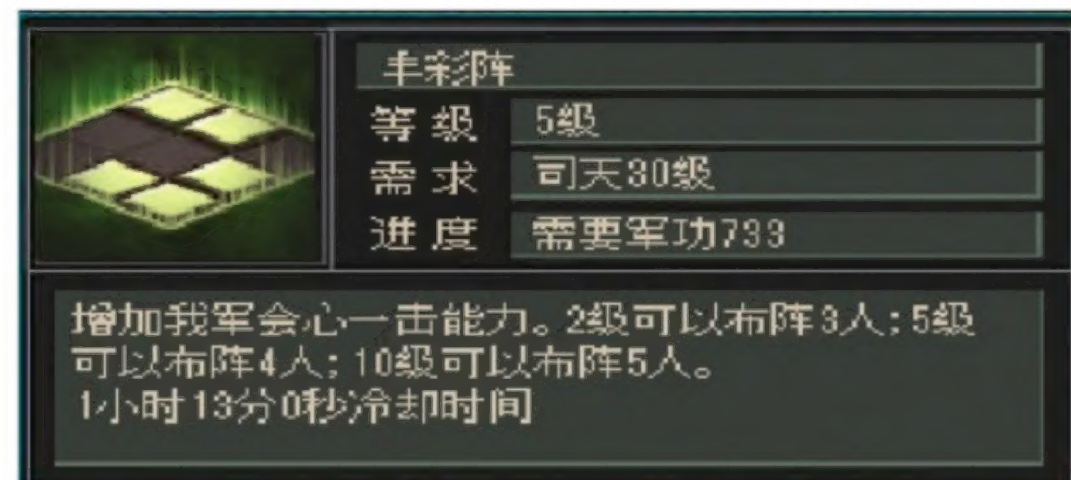 丰彩阵
等级 5级
需求 司天30级
进度 需要军功733
增加我军会心一击能力。2级可以布阵3人;5级
可以布阵4人;10级可以布阵5人。
1小时13分0秒冷却时间